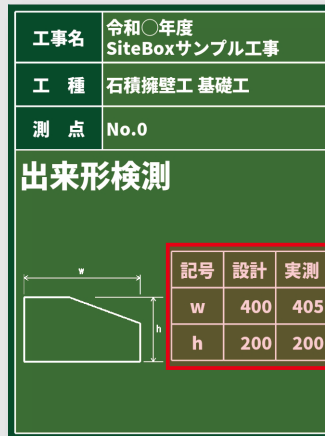 工事名 令和〇年度
SiteBoxサンプル工事
工 種 石積擁壁工 基礎工
測 点 No.0
出来形検測
w
h
記号 設計 実測
w 400 405
h 200 200